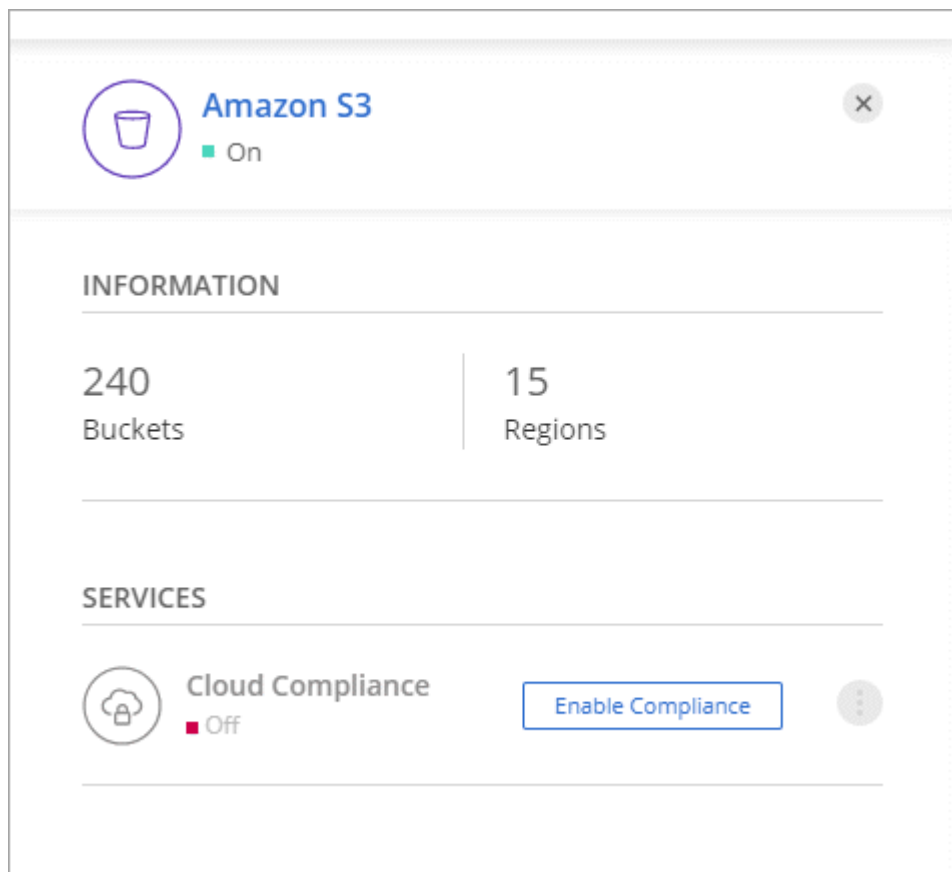 Amazon S3
On
INFORMATION
240
Buckets
15
Regions
SERVICES
Cloud Compliance
Off
Enable Compliance